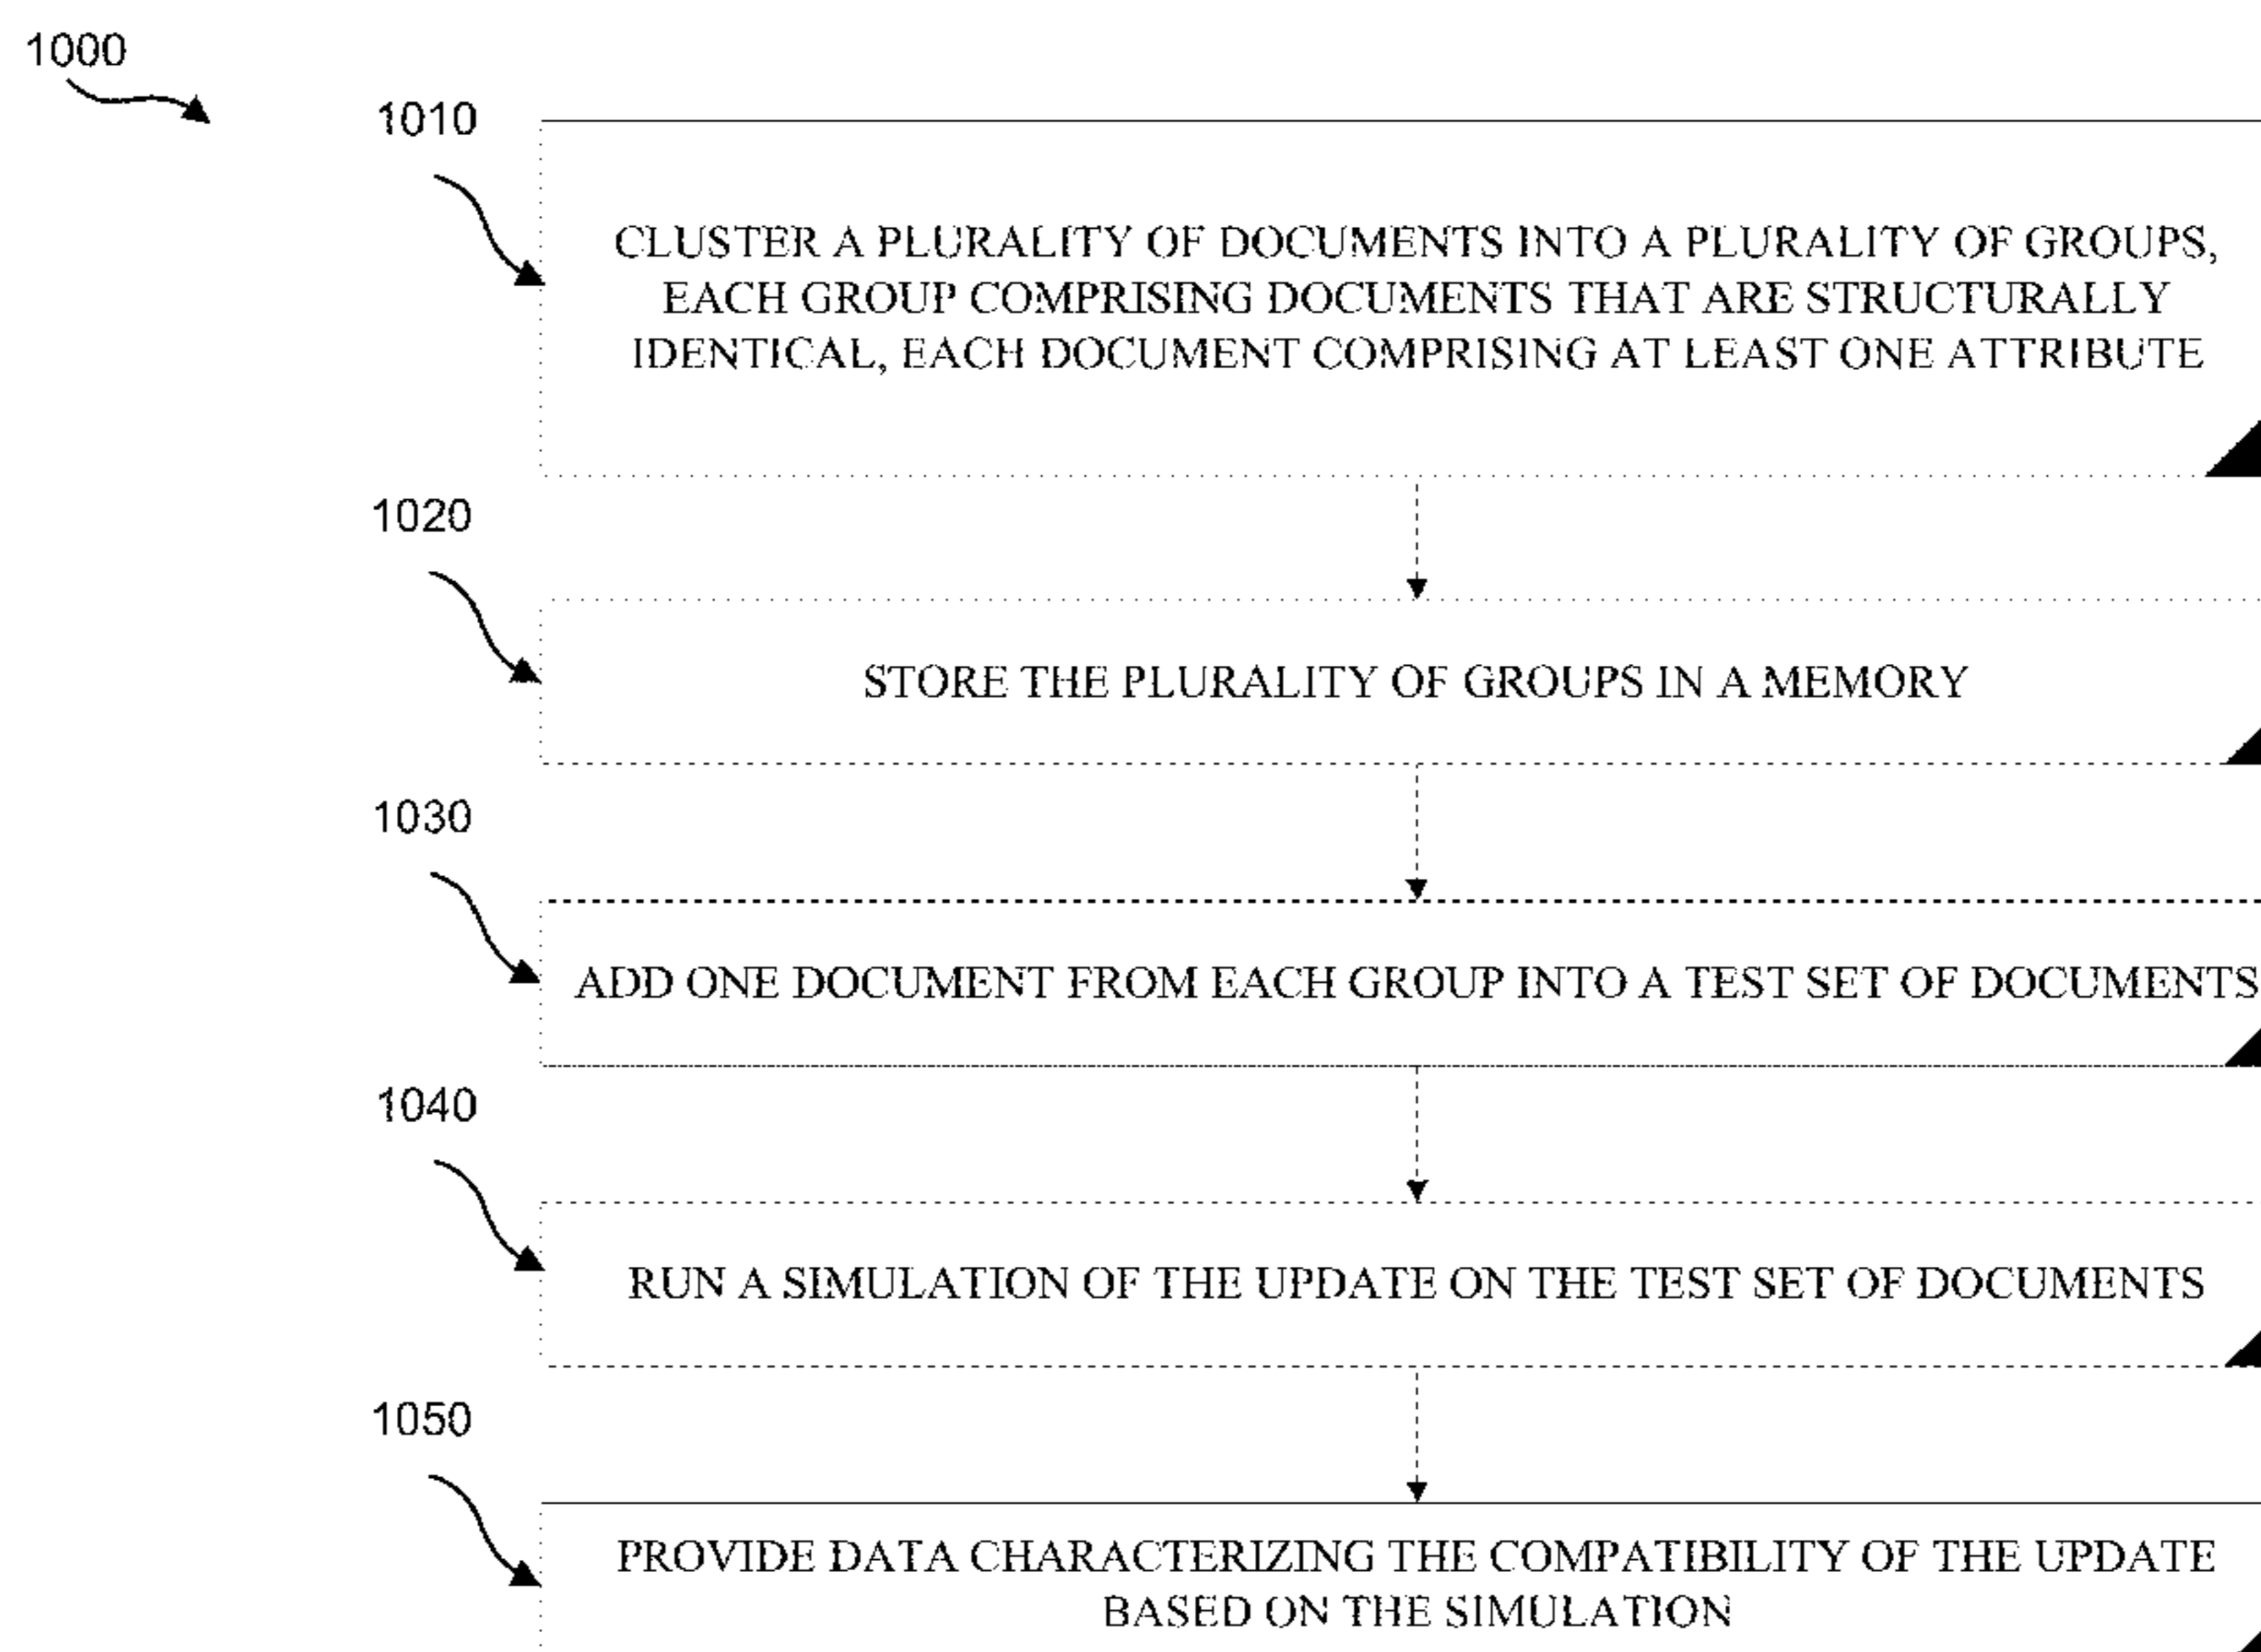 1000
1010
CLUSTER A PLURALITY OF DOCUMENTS INTO A PLURALITY OF GROUPS,
EACH GROUP COMPRISING DOCUMENTS THAT ARE STRUCTURALLY
IDENTICAL, EACH DOCUMENT COMPRISING AT LEAST ONE ATTRIBUTE
1020
STORE THE PLURALITY OF GROUPS IN A MEMORY
1030
ADD ONE DOCUMENT FROM EACH GROUP INTO A TEST SET OF DOCUMENTS
1040
RUN A SIMULATION OF THE UPDATE ON THE TEST SET OF DOCUMENTS
1050
PROVIDE DATA CHARACTERIZING THE COMPATIBILITY OF THE UPDATE
BASED ON THE SIMULATION